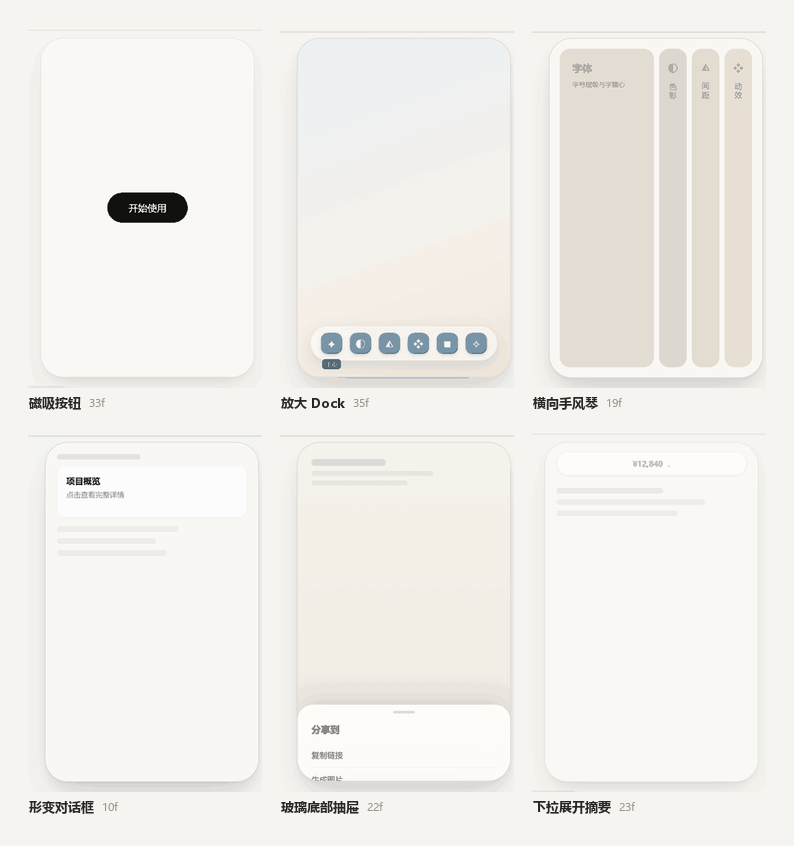 开始使用
磁吸按钮 33f
放大 Dock 35f
字体
字号层级与字重心
色彩
间距
动效
横向手风琴 19f
项目概览
点击查看完整详情
形变对话框 10f
分享到
复制链接
生成图片
玻璃底部抽屉 22f
¥12,840
下拉展开摘要 23f